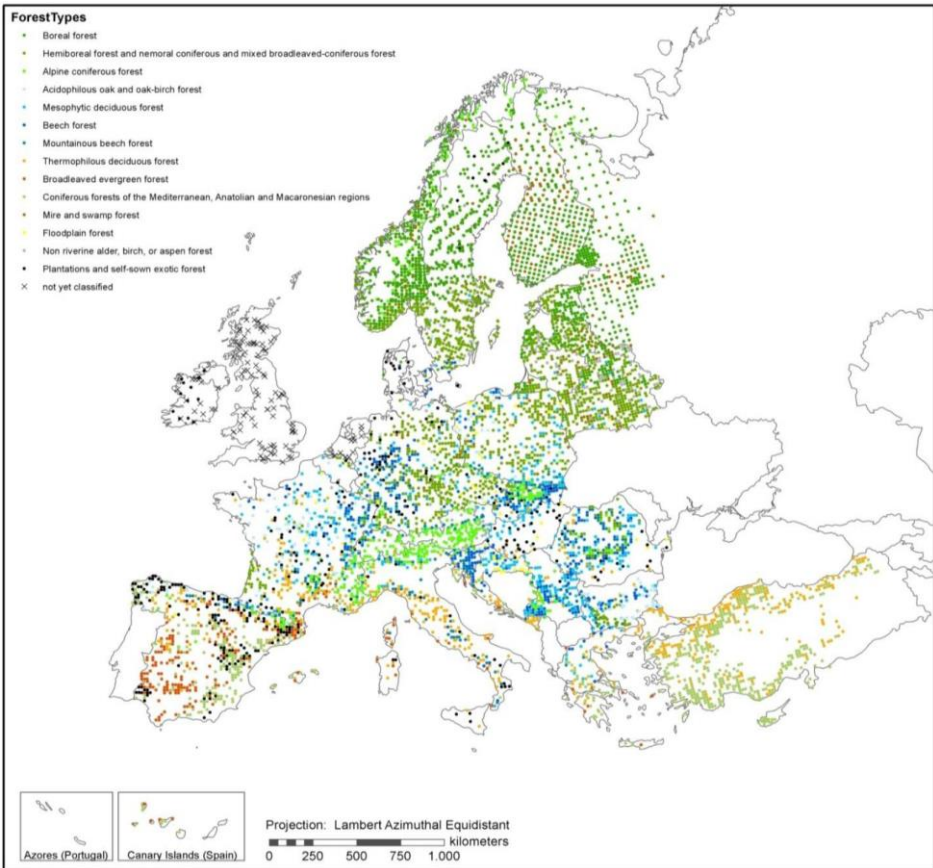 ForestTypes
Boreal forest
Hemiboreal forest and nemoral coniferous and mixed broadleaved-coniferous forest
Alpine coniferous forest
Acidophilous oak and oak-birch forest
Mesophytic deciduous forest
Beech forest
Mountainous beech forest
Thermophilous deciduous forest
Broadleaved evergreen forest
Coniferous forests of the Mediterranean, Anatolian and Macaronesian regions
Mire and swamp forest
Floodplain forest
Non riverine alder, birch, or aspen forest
Plantations and self-sown exotic forest
not yet classified
Azores (Portugal)
Canary Islands (Spain)
Projection: Lambert Azimuthal Equidistant
kilometers
0 250 500 750 1.000